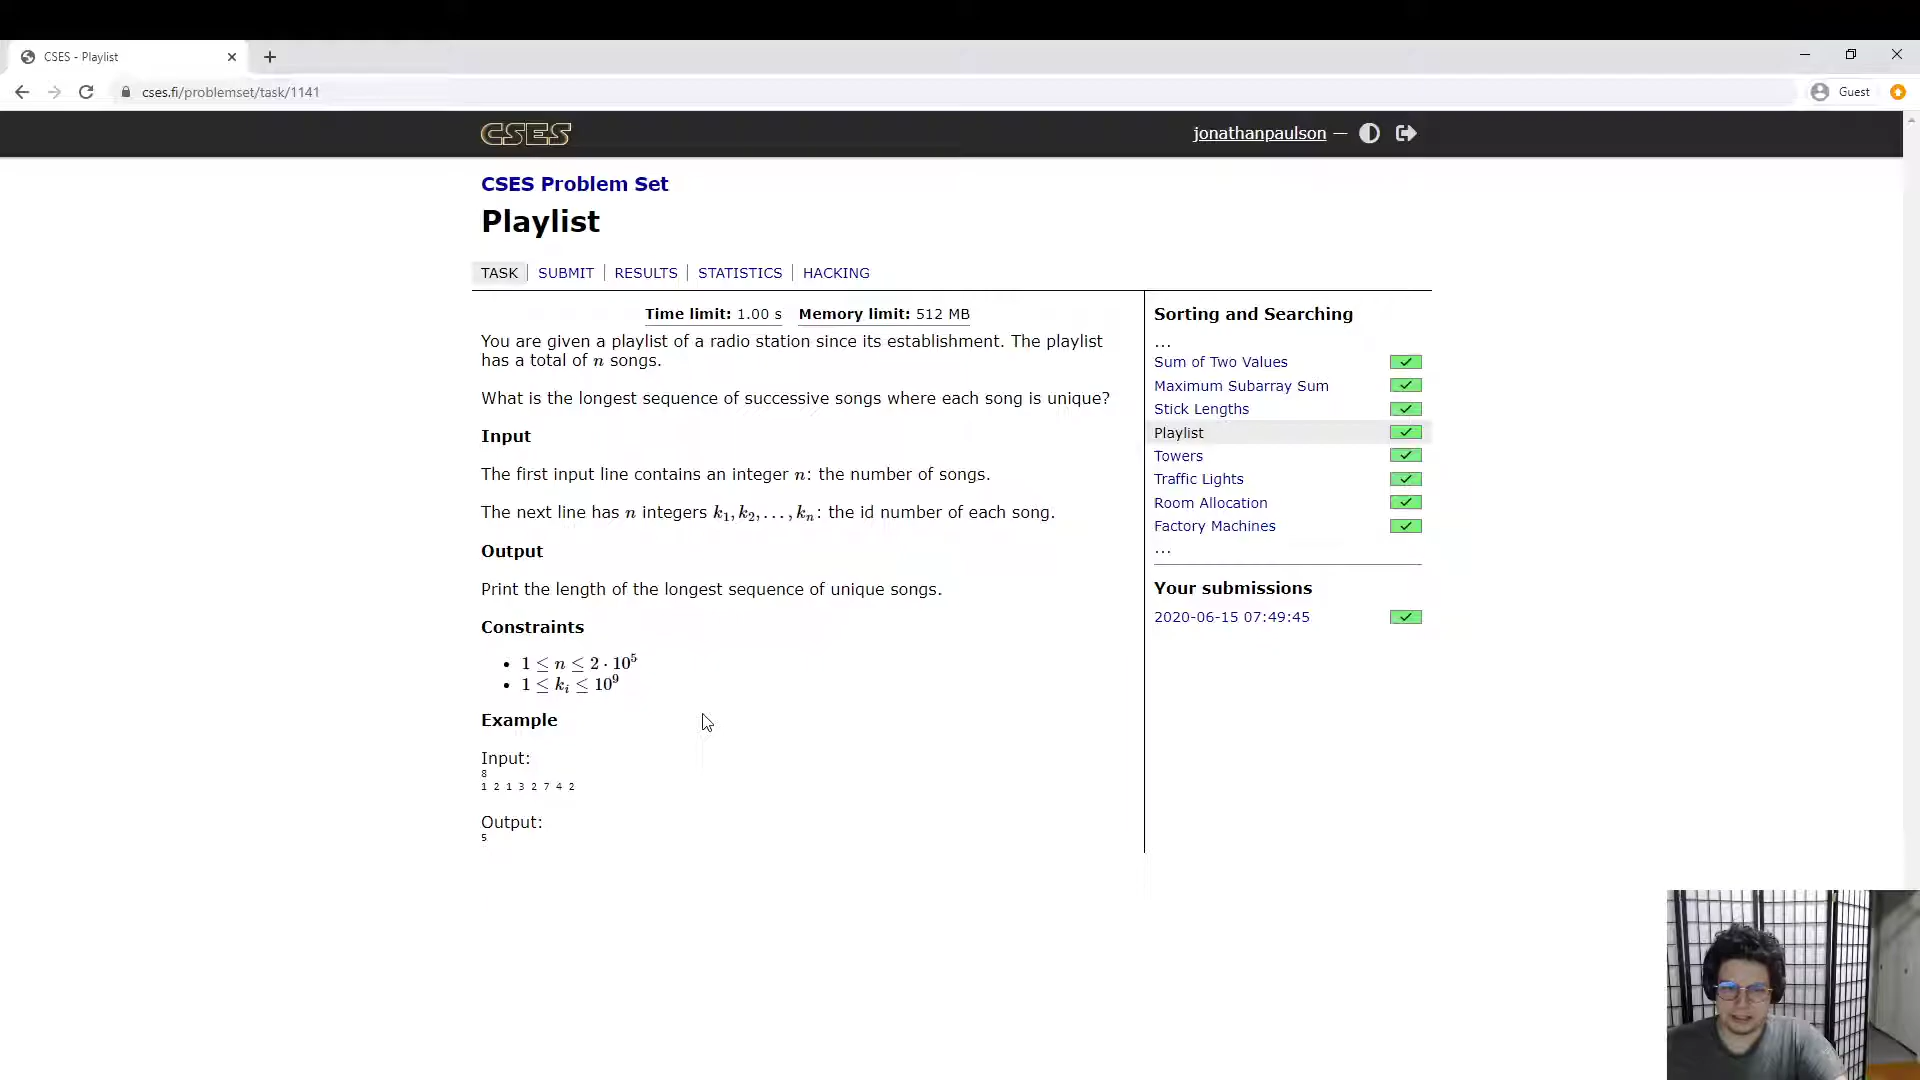 CSES - Playlist
cses.fi/problemset/task/1141
Guest
CSES
jonathanpaulson —
CSES Problem Set
Playlist
TASK | SUBMIT | RESULTS | STATISTICS | HACKING
Time limit: 1.00 s Memory limit: 512 MB
You are given a playlist of a radio station since its establishment. The playlist
has a total of n songs.
What is the longest sequence of successive songs where each song is unique?
Input
The first input line contains an integer n: the number of songs.
The next line has n integers k₁, k₂, . . . , kₙ: the id number of each song.
Output
Print the length of the longest sequence of unique songs.
Constraints
• 1 ≤ n ≤ 2 · 10⁵
• 1 ≤ kᵢ ≤ 10⁹
Example
Input:
8
1 2 1 3 2 7 4 2
Output:
5
Sorting and Searching
...
Sum of Two Values
Maximum Subarray Sum
Stick Lengths
Playlist
Towers
Traffic Lights
Room Allocation
Factory Machines
...
Your submissions
2020-06-15 07:49:45